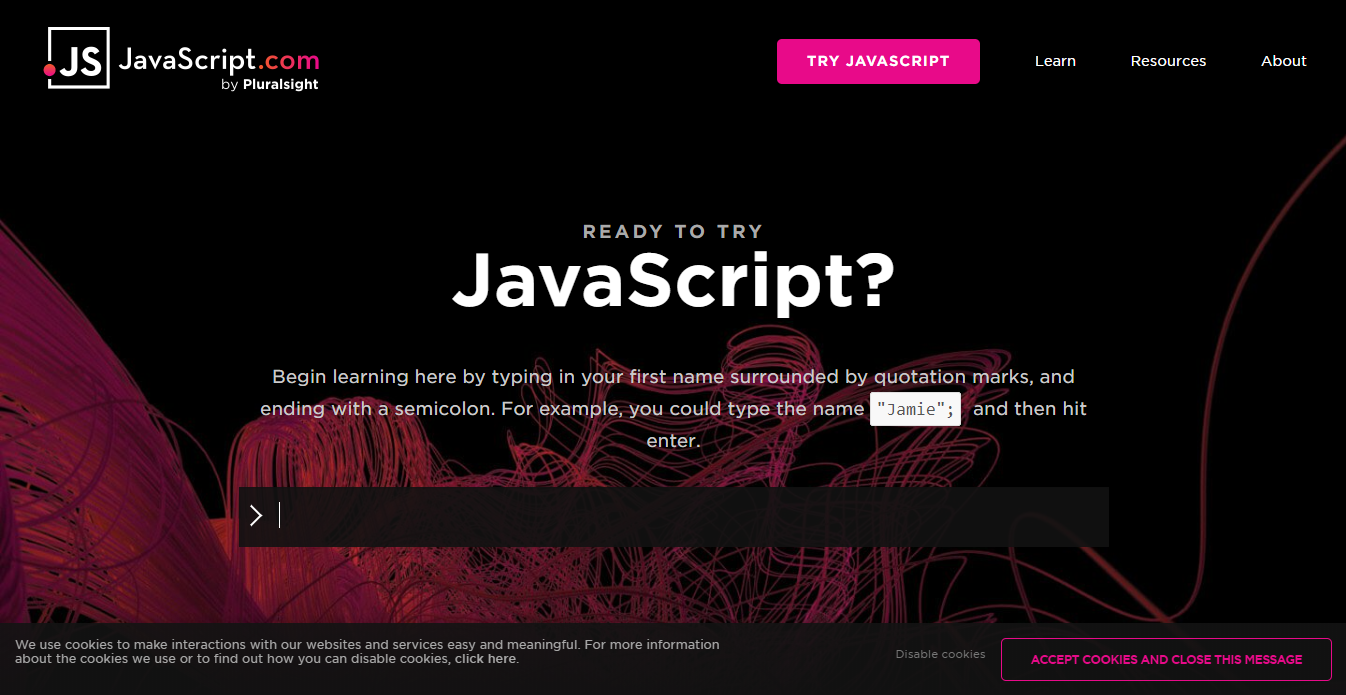 .JS JavaScript.com
by Pluralsight
TRY JAVASCRIPT
Learn
Resources
About
READY TO TRY
JavaScript?
Begin learning here by typing in your first name surrounded by quotation marks, and
ending with a semicolon. For example, you could type the name "Jamie"; and then hit
enter.
We use cookies to make interactions with our websites and services easy and meaningful. For more information
about the cookies we use or to find out how you can disable cookies, click here.
Disable cookies
ACCEPT COOKIES AND CLOSE THIS MESSAGE